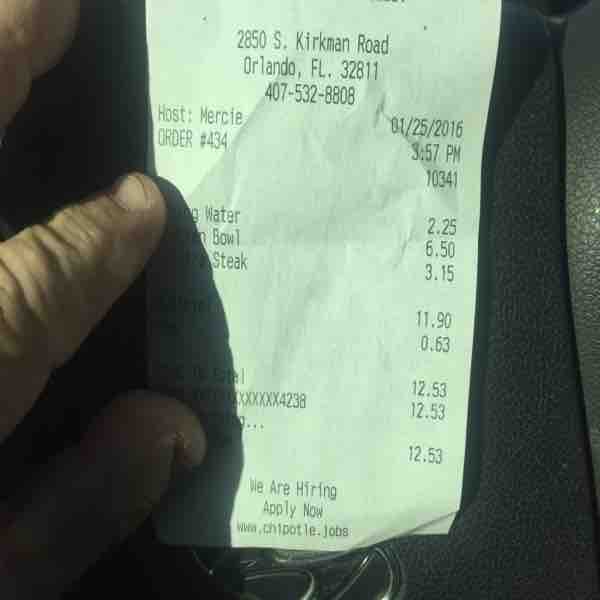 2850 S. Kirkman Road
Orlando, FL. 32811
407-532-8808
Host: Mercie
01/25/2016
ORDER #434
3:57 PM
10341
Water 2.25
Bowl 6.50
Steak 3.15
11.90
0.63
12.53
XXXXXXX4238 12.53
12.53
We Are Hiring
Apply Now
www.chipotle.jobs